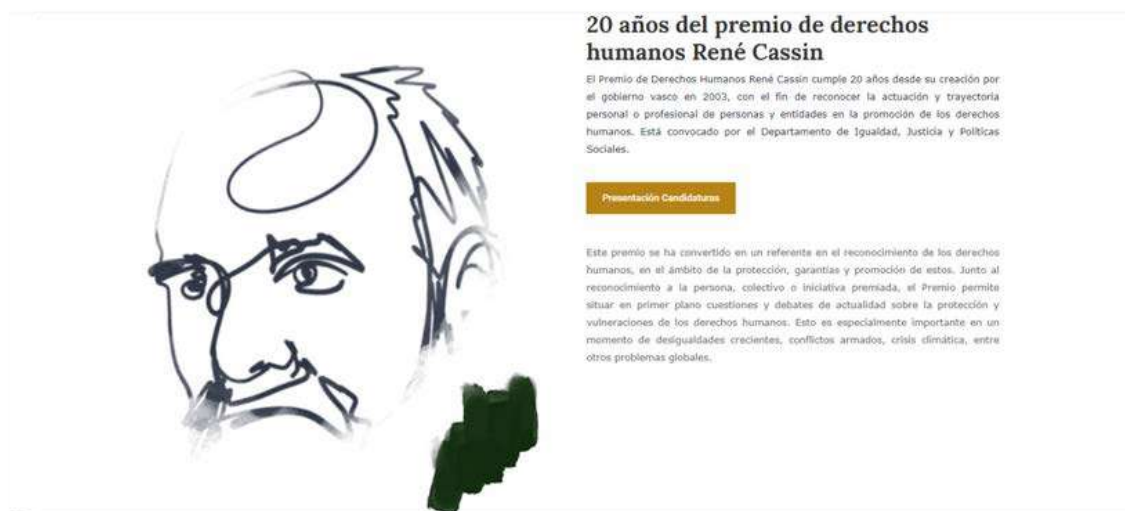 20 años del premio de derechos
humanos René Cassin
El Premio de Derechos Humanos René Cassin cumple 20 años desde su creación por
el gobierno vasco en 2003, con el fin de reconocer la actuación y trayectoria
personal o profesional de personas y entidades en la promoción de los derechos
humanos. Está convocado por el Departamento de Igualdad, Justicia y Políticas
Sociales.
Presentación Candidaturas
Este premio se ha convertido en un referente en el reconocimiento de los derechos
humanos, en el ámbito de la protección, garantías y promoción de estos. Junto al
reconocimiento a la persona, colectivo o iniciativa premiada, el Premio permite
situar en primer plano cuestiones y debates de actualidad sobre la protección y
vulneraciones de los derechos humanos. Esto es especialmente importante en un
momento de desigualdades crecientes, conflictos armados, crisis climática, entre
otros problemas globales.